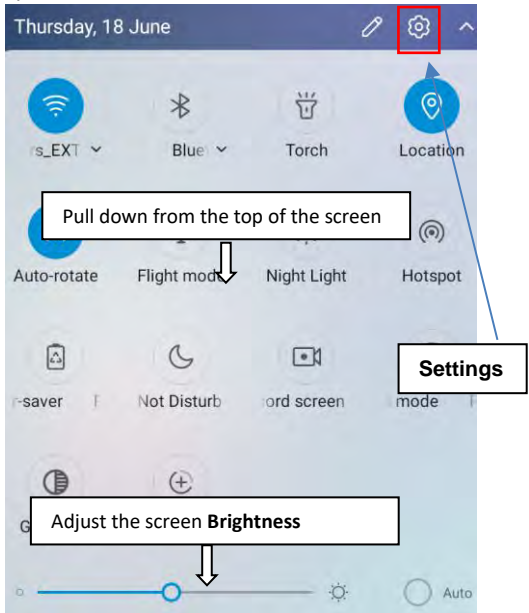 Thursday, 18 June
s_EXT Blue Torch Location
Pull down from the top of the screen
Auto-rotate Flight mode Night Light Hotspot
Settings
r-saver Not Disturb ord screen mode
Adjust the screen Brightness
G
Auto